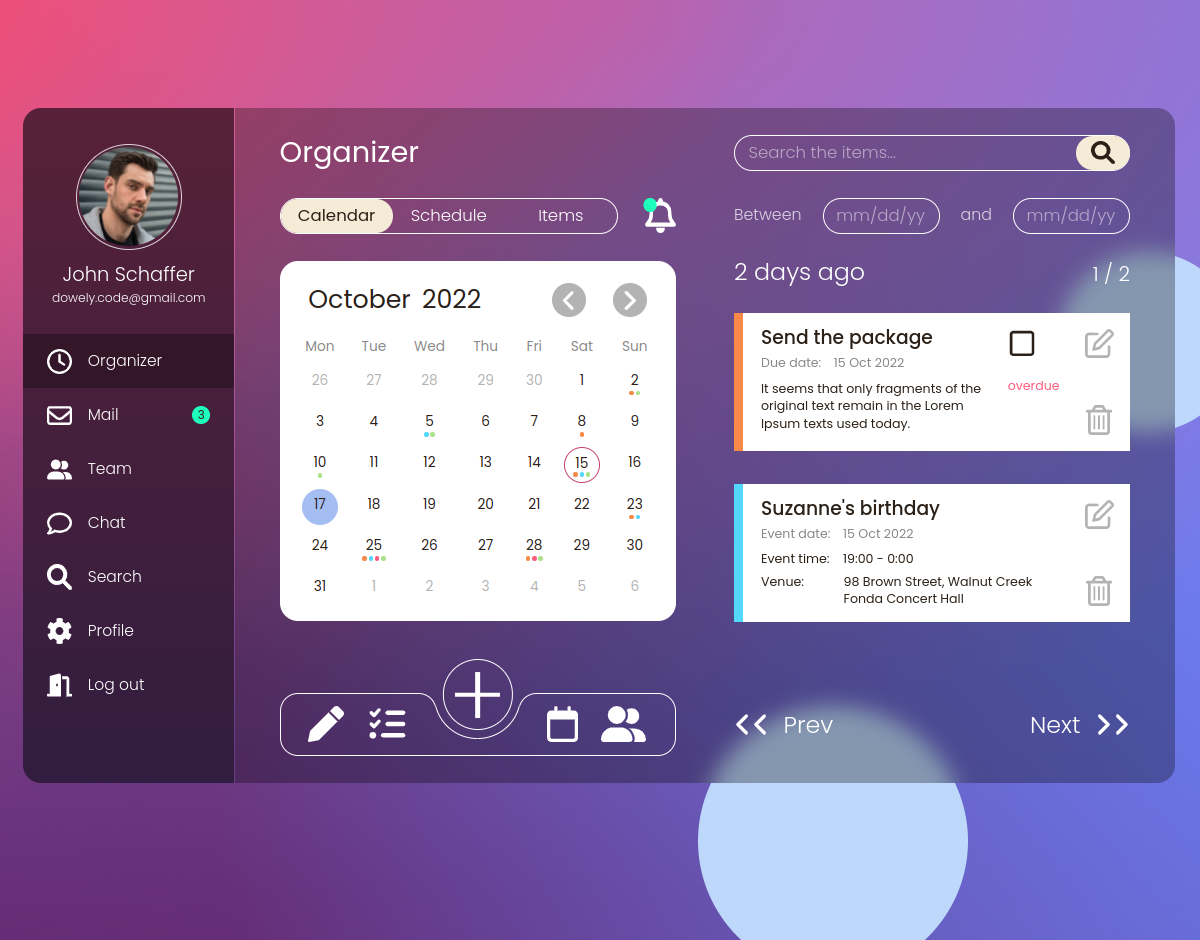 John Schaffer
dowely.code@gmail.com
Organizer
Mail 3
Team
Chat
Search
Profile
Log out
Organizer
Calendar Schedule Items
October 2022
Mon Tue Wed Thu Fri Sat Sun
26 27 28 29 30 1 2
3 4 5 6 7 8 9
10 11 12 13 14 15 16
17 18 19 20 21 22 23
24 25 26 27 28 29 30
31 1 2 3 4 5 6
Search the items...
Between mm/dd/yy and mm/dd/yy
2 days ago 1 / 2
Send the package
Due date: 15 Oct 2022
It seems that only fragments of the
original text remain in the Lorem
Ipsum texts used today.
overdue
Suzanne's birthday
Event date: 15 Oct 2022
Event time: 19:00 - 0:00
Venue: 98 Brown Street, Walnut Creek
Fonda Concert Hall
Prev Next